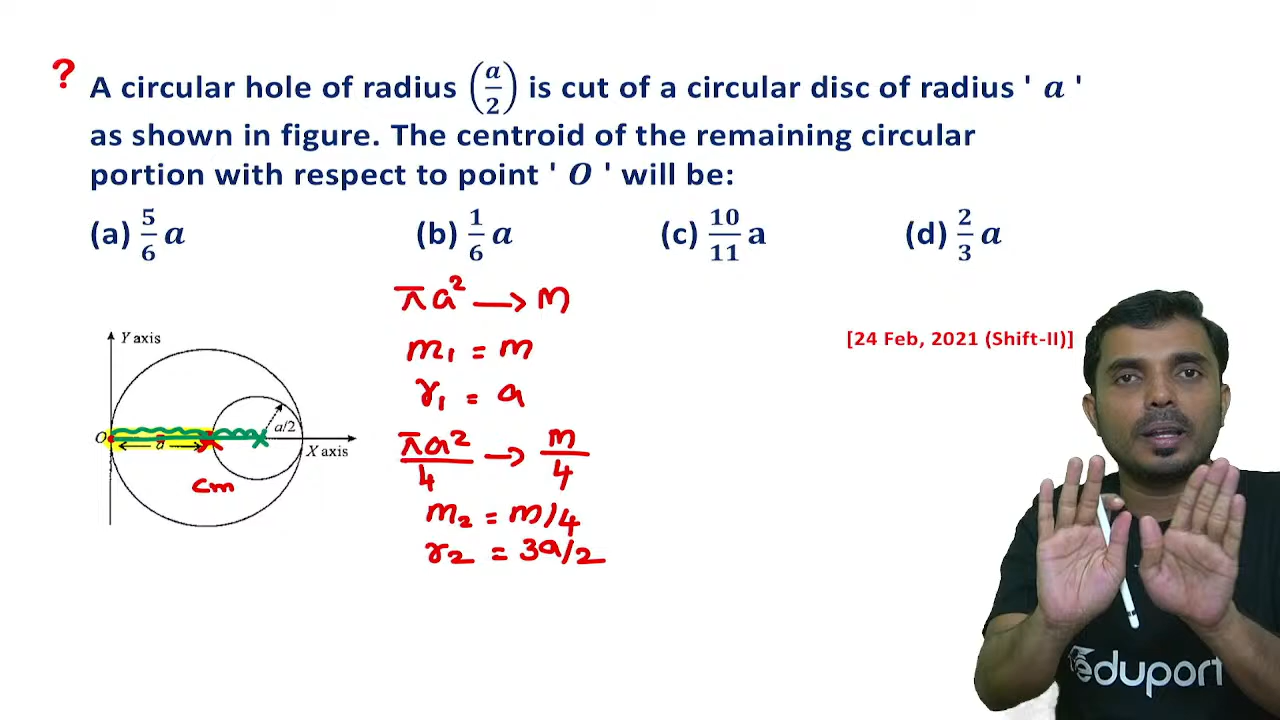 ?
A circular hole of radius (a/2) is cut of a circular disc of radius ' a '
as shown in figure. The centroid of the remaining circular
portion with respect to point ' O ' will be:
(a) 5/6 a (b) 1/6 a (c) 10/11 a (d) 2/3 a
πa² → m
[24 Feb, 2021 (Shift-II)]
m₁ = m
r₁ = a
πa²/4 → m/4
m₂ = m/4
r₂ = 3a/2
Y axis
O
a
a/2
X axis
cm
eduport